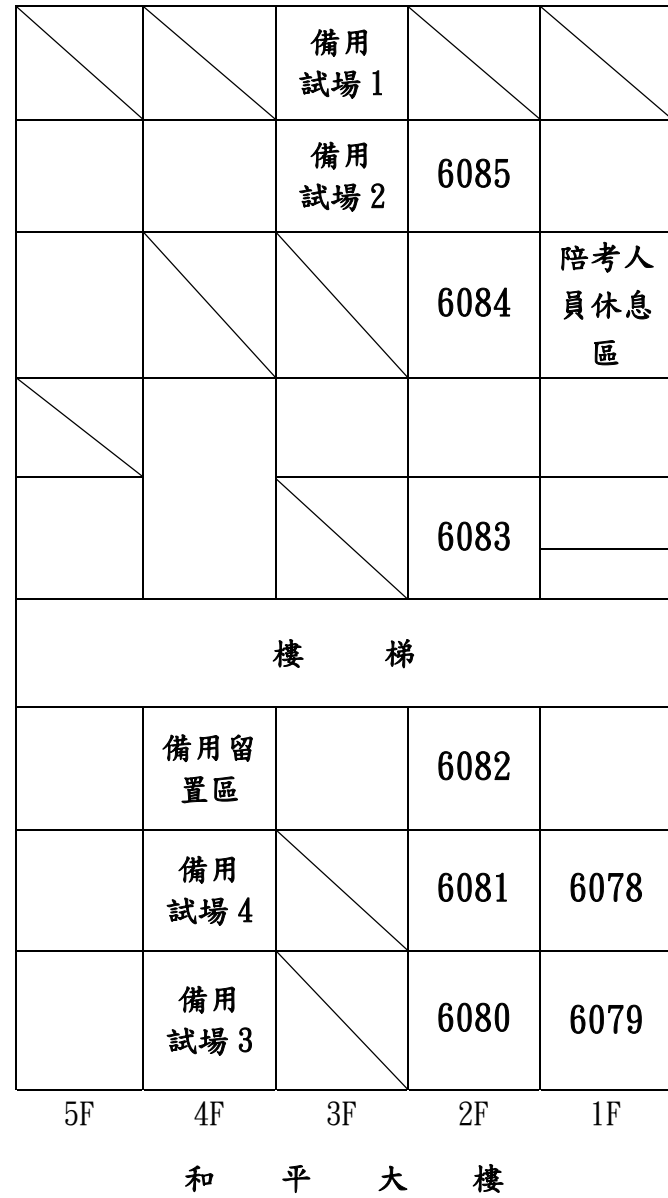 備用
試場 1
備用
試場 2
6085
6084
陪考人
員休息
區
6083
樓 梯
備用留
置區
6082
備用
試場 4
6081
6078
備用
試場 3
6080
6079
5F 4F 3F 2F 1F
和 平 大 樓